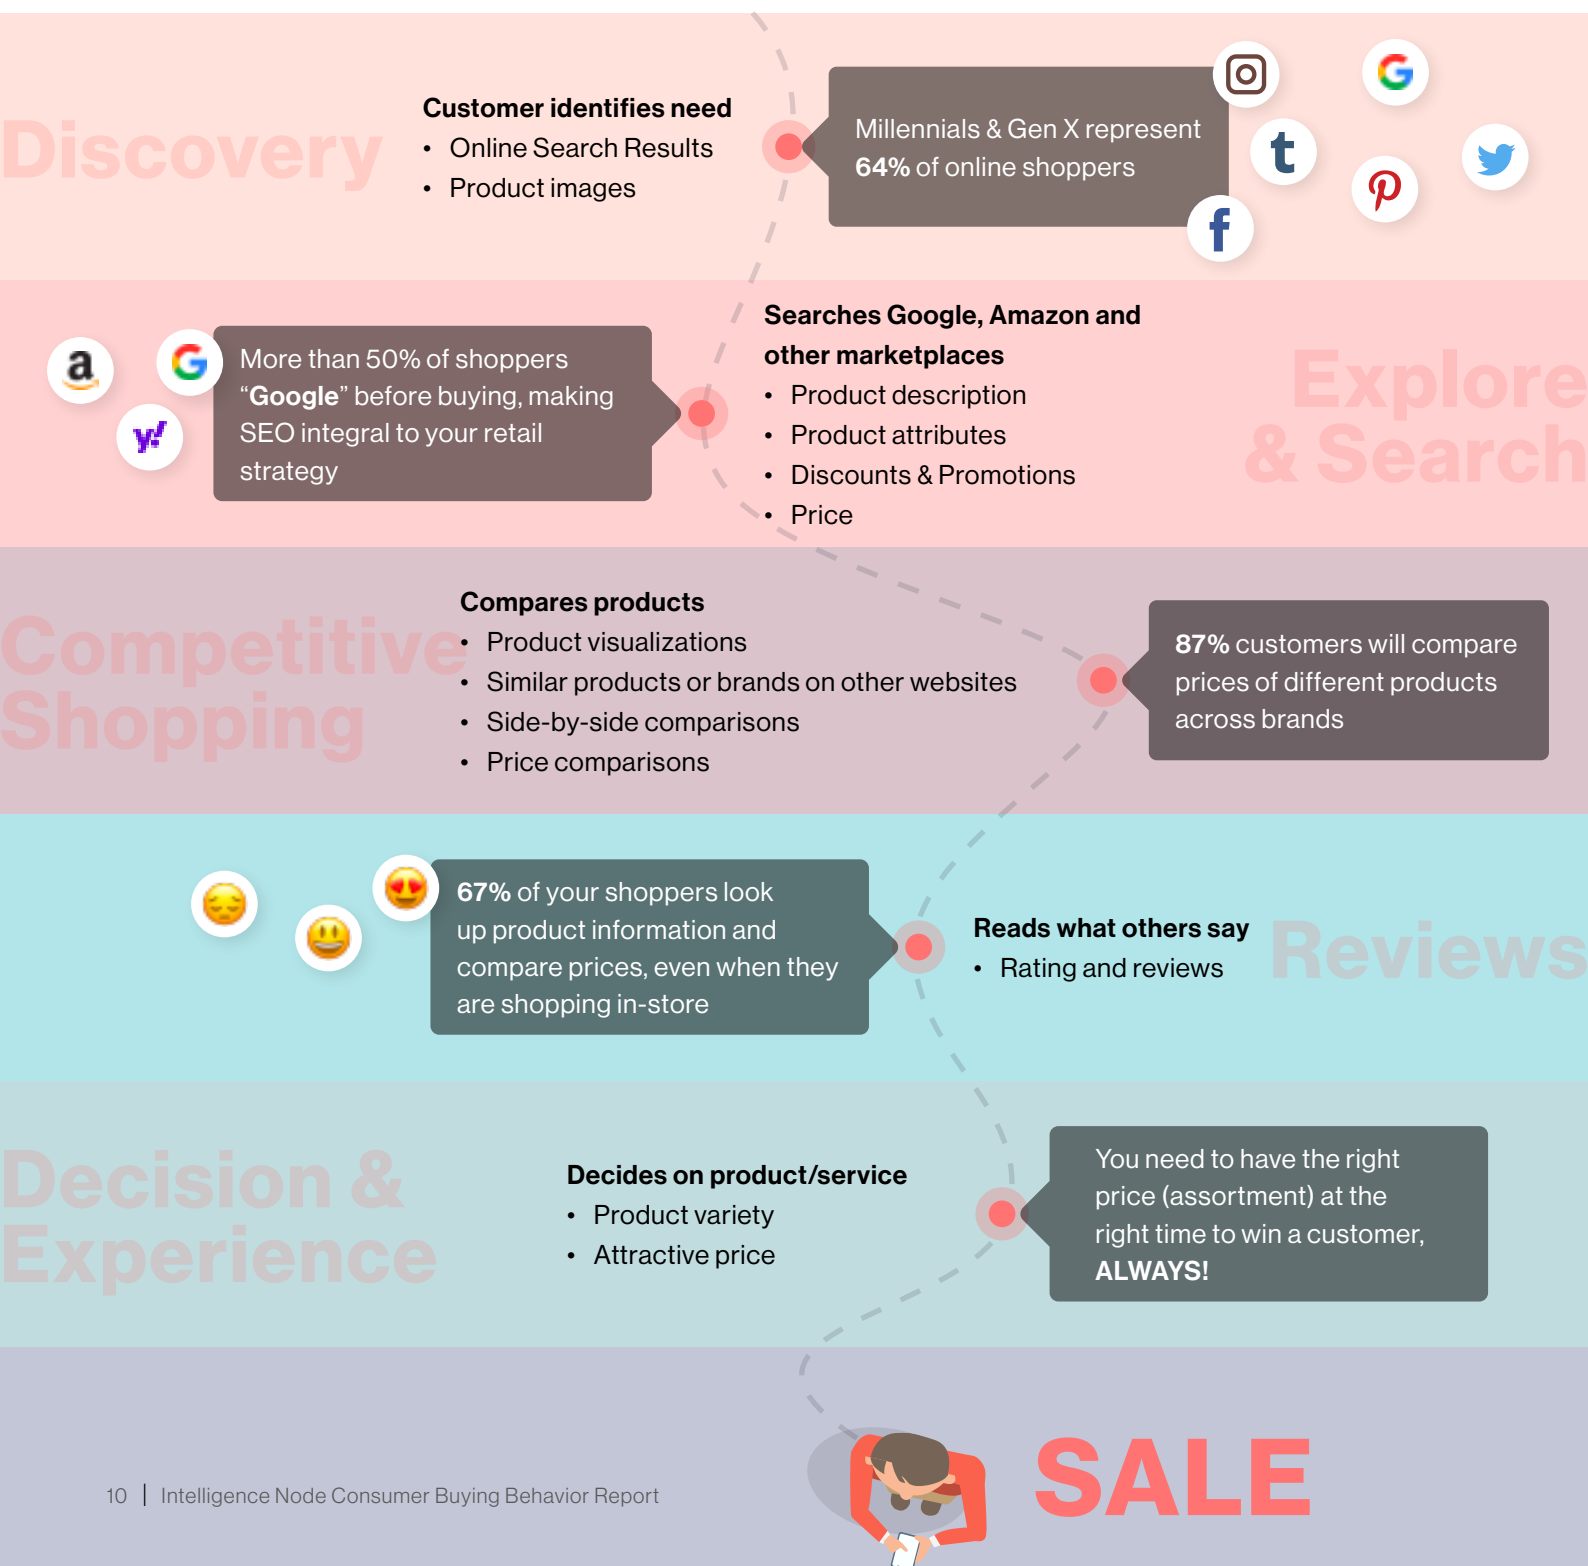 Discovery
Customer identifies need
• Online Search Results
• Product images
Millennials & Gen X represent
64% of online shoppers
More than 50% of shoppers
“Google” before buying, making
SEO integral to your retail
strategy
Searches Google, Amazon and
other marketplaces
• Product description
• Product attributes
• Discounts & Promotions
• Price
Explore
& Search
Competitive
Shopping
Compares products
• Product visualizations
• Similar products or brands on other websites
• Side-by-side comparisons
• Price comparisons
87% customers will compare
prices of different products
across brands
67% of your shoppers look
up product information and
compare prices, even when they
are shopping in-store
Reads what others say
• Rating and reviews
Reviews
Decision &
Experience
Decides on product/service
• Product variety
• Attractive price
You need to have the right
price (assortment) at the
right time to win a customer,
ALWAYS!
SALE
10 | Intelligence Node Consumer Buying Behavior Report